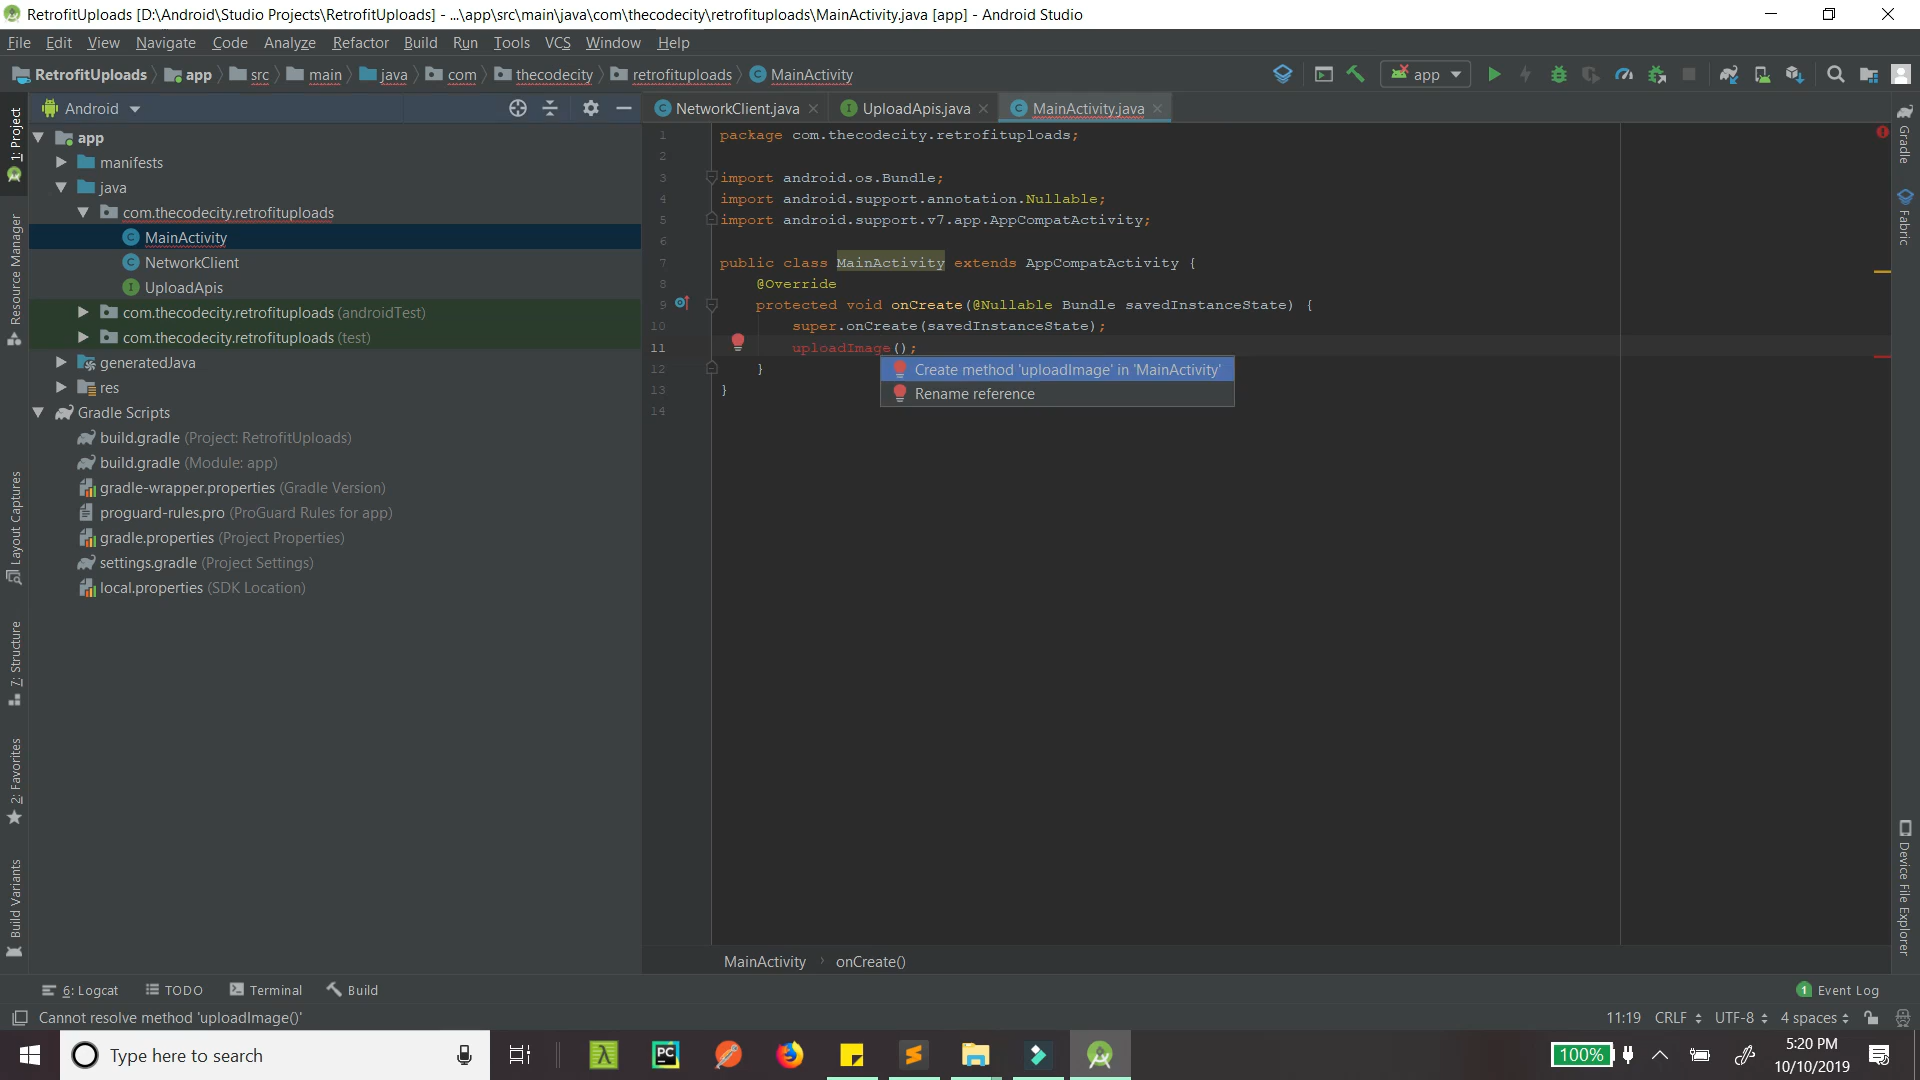 RetrofitUploads [D:\Android\Studio Projects\RetrofitUploads] - ...\app\src\main\java\com\thecodecity\retrofituploads\MainActivity.java [app] - Android Studio
File Edit View Navigate Code Analyze Refactor Build Run Tools VCS Window Help
RetrofitUploads app src main java com thecodecity retrofituploads MainActivity app
Android NetworkClient.java UploadApis.java MainActivity.java
1: Project
Resource Manager
Layout Captures
7: Structure
2: Favorites
Build Variants
app
manifests
java
com.thecodecity.retrofituploads
MainActivity
NetworkClient
UploadApis
com.thecodecity.retrofituploads (androidTest)
com.thecodecity.retrofituploads (test)
generatedJava
res
Gradle Scripts
build.gradle (Project: RetrofitUploads)
build.gradle (Module: app)
gradle-wrapper.properties (Gradle Version)
proguard-rules.pro (ProGuard Rules for app)
gradle.properties (Project Properties)
settings.gradle (Project Settings)
local.properties (SDK Location)
1 package com.thecodecity.retrofituploads;
2
3 import android.os.Bundle;
4 import android.support.annotation.Nullable;
5 import android.support.v7.app.AppCompatActivity;
6
7 public class MainActivity extends AppCompatActivity {
8 @Override
9 protected void onCreate(@Nullable Bundle savedInstanceState) {
10 super.onCreate(savedInstanceState);
11 uploadImage();
12 }
13 }
14
Create method 'uploadImage' in 'MainActivity'
Rename reference
Gradle
Fabric
Device File Explorer
MainActivity onCreate()
6: Logcat TODO Terminal Build 1 Event Log
Cannot resolve method 'uploadImage()' 11:19 CRLF UTF-8 4 spaces
Type here to search PC 100% 5:20 PM
10/10/2019